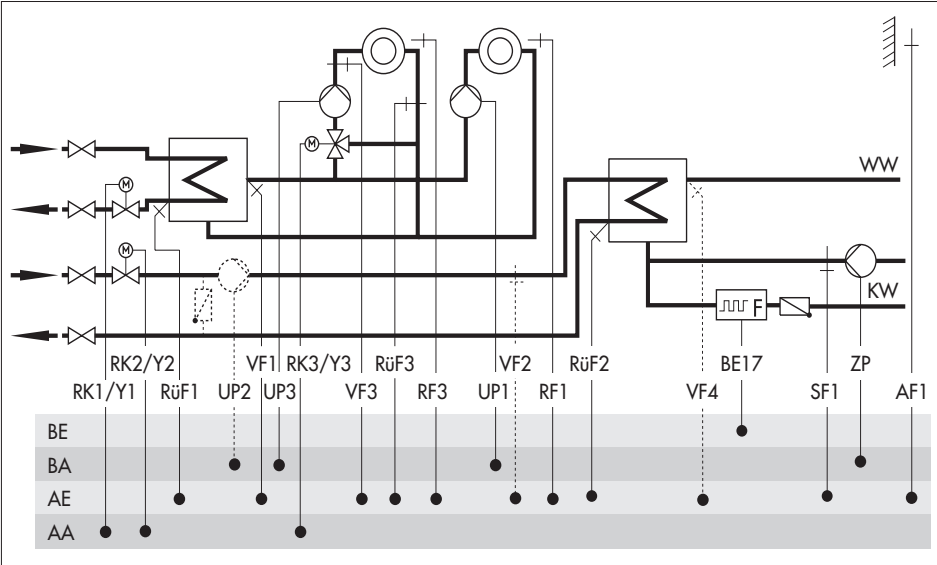 M
WW
M
M
F
KW
RK2/Y2 VF1 RK3/Y3 RüF3 VF2 RüF2 BE17 ZP
RK1/Y1 RüF1 UP2 UP3 VF3 RF3 UP1 RF1 VF4 SF1 AF1
BE
BA
AE
AA